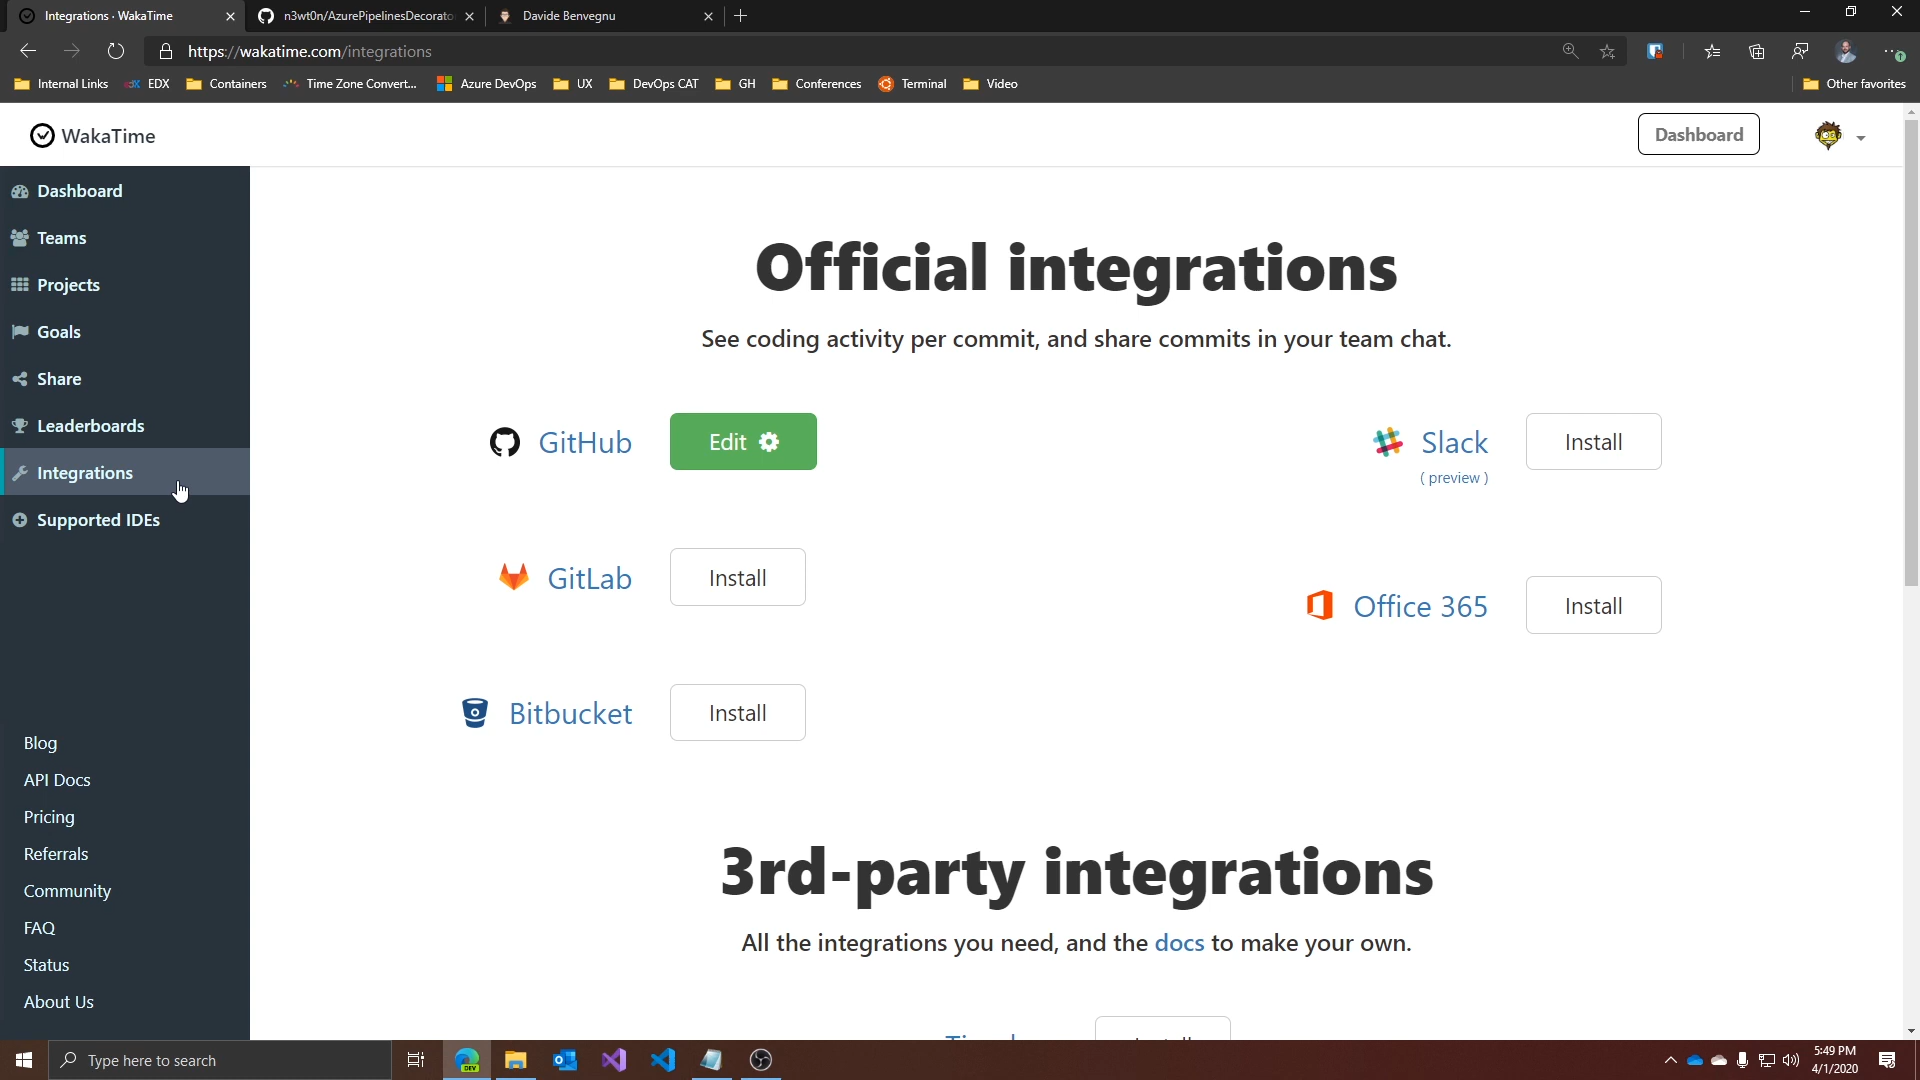 Integrations · WakaTime
n3wt0n/AzurePipelinesDecorato
Davide Benvegnu
https://wakatime.com/integrations
Internal Links
EDX
Containers
Time Zone Convert...
Azure DevOps
UX
DevOps CAT
GH
Conferences
Terminal
Video
Other favorites
WakaTime
Dashboard
Dashboard
Teams
Projects
Goals
Share
Leaderboards
Integrations
Supported IDEs
Blog
API Docs
Pricing
Referrals
Community
FAQ
Status
About Us
Official integrations
See coding activity per commit, and share commits in your team chat.
GitHub
Edit
Slack
Install
( preview )
GitLab
Install
Office 365
Install
Bitbucket
Install
3rd-party integrations
All the integrations you need, and the docs to make your own.
Type here to search
DEV
5:49 PM
4/1/2020